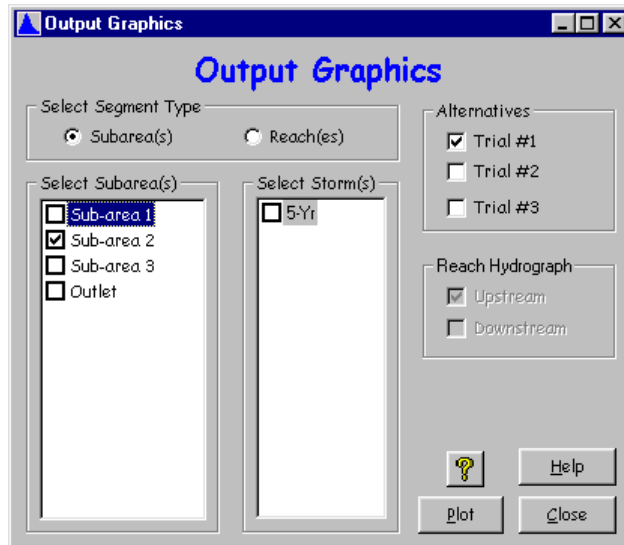 Output Graphics
Output Graphics
Select Segment Type
Subarea(s)
Reach(es)
Alternatives
Trial #1
Trial #2
Trial #3
Select Subarea(s)
Sub-area 1
Sub-area 2
Sub-area 3
Outlet
Select Storm(s)
5-Yr
Reach Hydrograph
Upstream
Downstream
?
Help
Plot
Close